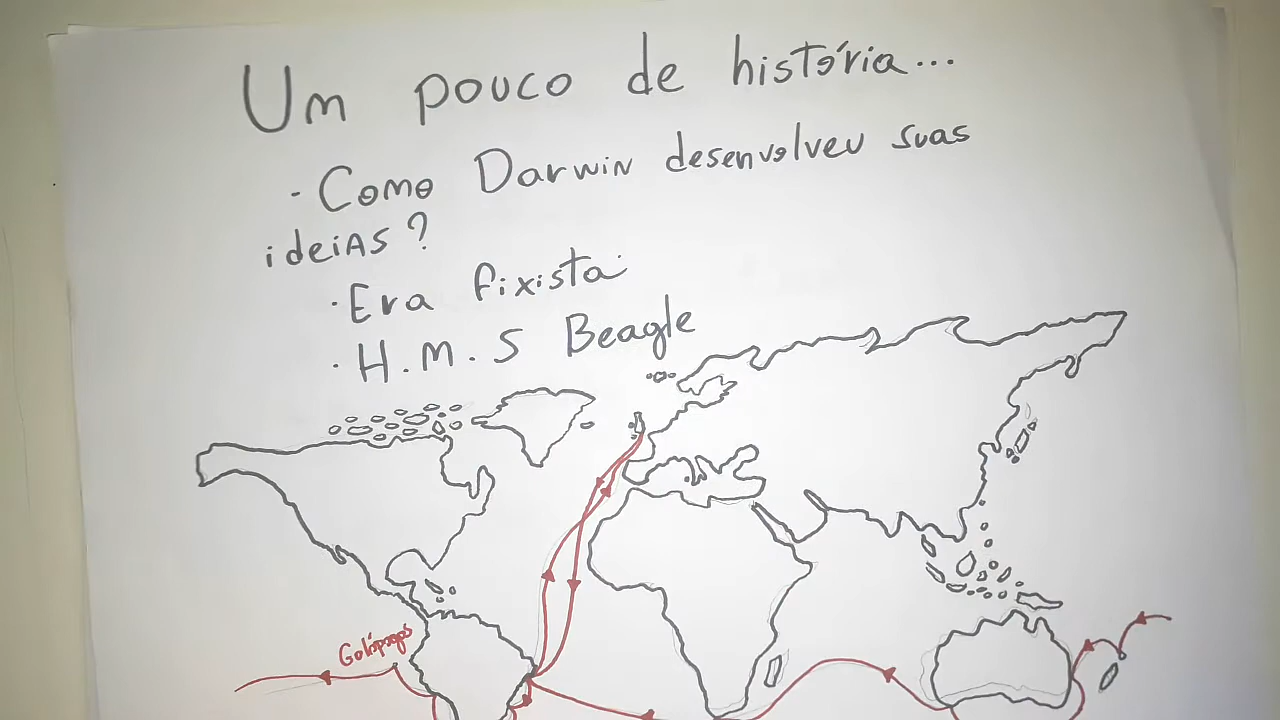 Um pouco de história...
- Como Darwin desenvolveu suas
ideiAS?
· Era fixista
· H.M.S Beagle
Galápagos